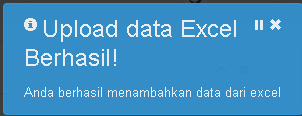 Upload data Excel
Berhasil!
Anda berhasil menambahkan data dari excel